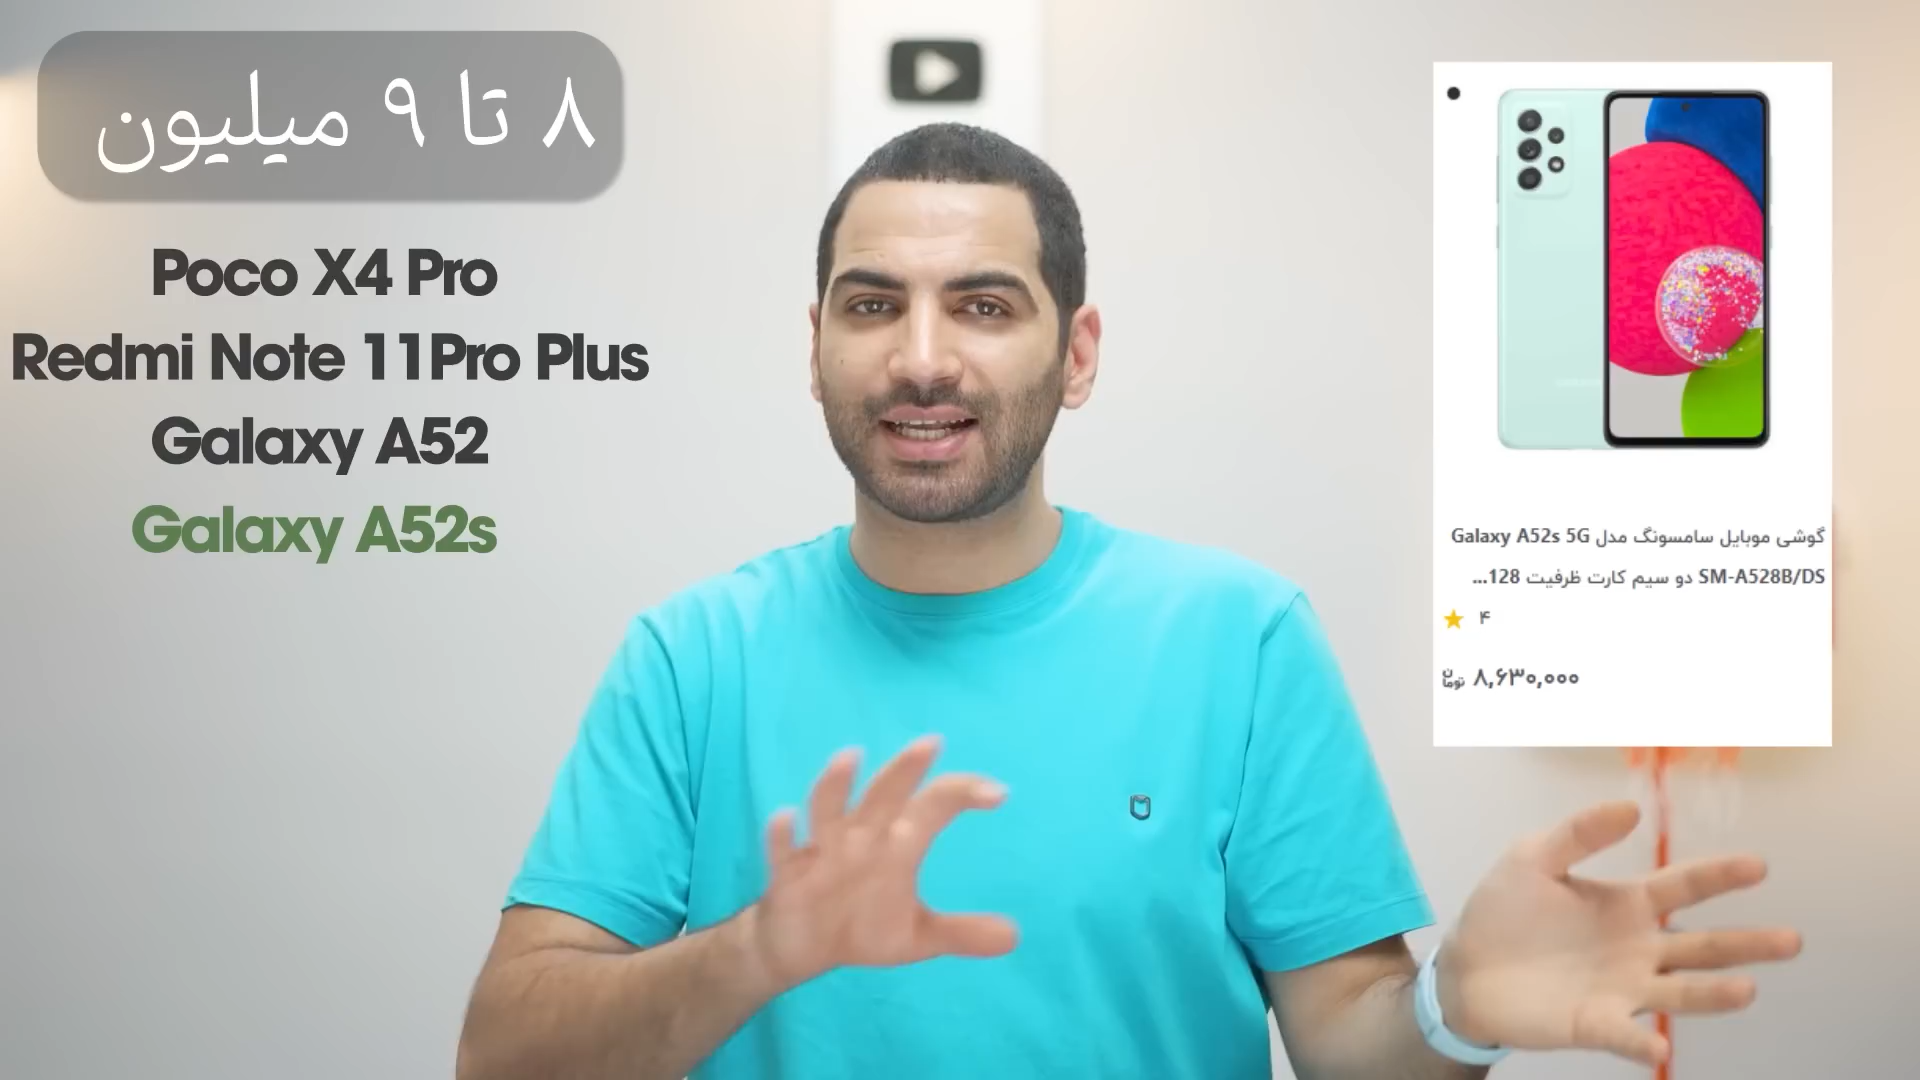 ۸ تا ۹ میلیون
Poco X4 Pro
Redmi Note 11Pro Plus
Galaxy A52
Galaxy A52s
گوشی موبایل سامسونگ مدل Galaxy A52s 5G
SM-A528B/DS دو سیم کارت ظرفیت 128...
۴
۸,۶۳۰,۰۰۰ تومان